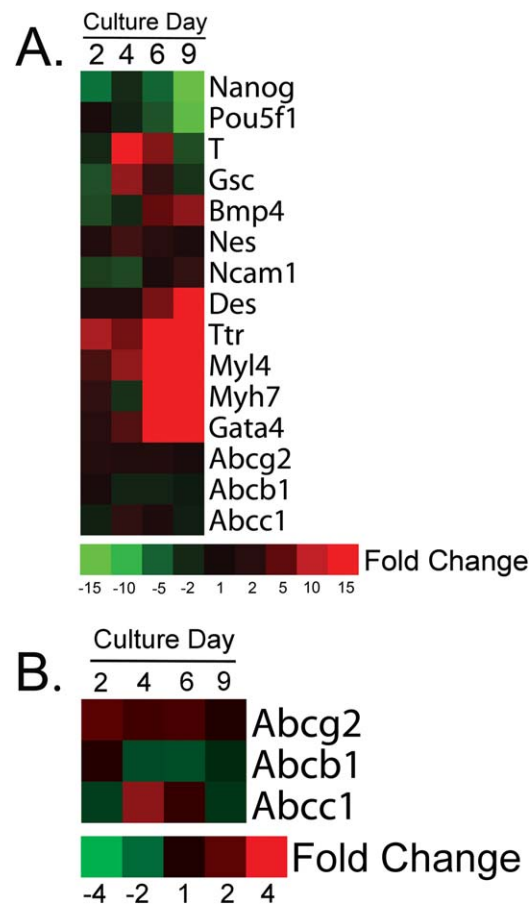 A.
Culture Day
2 4 6 9
Nanog
Pou5f1
T
Gsc
Bmp4
Nes
Ncam1
Des
Ttr
Myl4
Myh7
Gata4
Abcg2
Abcb1
Abcc1
Fold Change
-15 -10 -5 -2 1 2 5 10 15
B.
Culture Day
2 4 6 9
Abcg2
Abcb1
Abcc1
Fold Change
-4 -2 1 2 4